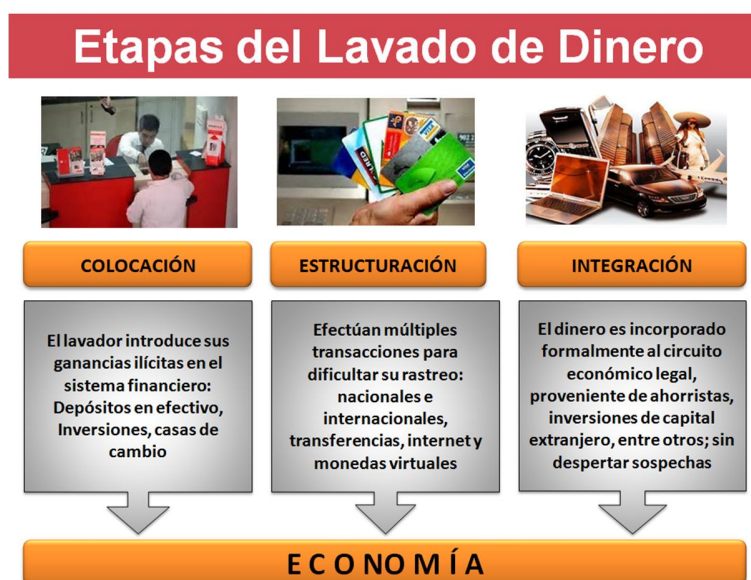 Etapas del Lavado de Dinero
COLOCACIÓN
El lavador introduce sus
ganancias ilícitas en el
sistema financiero:
Depósitos en efectivo,
Inversiones, casas de
cambio
ESTRUCTURACIÓN
Efectúan múltiples
transacciones para
dificultar su rastreo:
nacionales e
internacionales,
transferencias, internet y
monedas virtuales
INTEGRACIÓN
El dinero es incorporado
formalmente al circuito
económico legal,
proveniente de ahorristas,
inversiones de capital
extranjero, entre otros; sin
despertar sospechas
ECONOMÍA